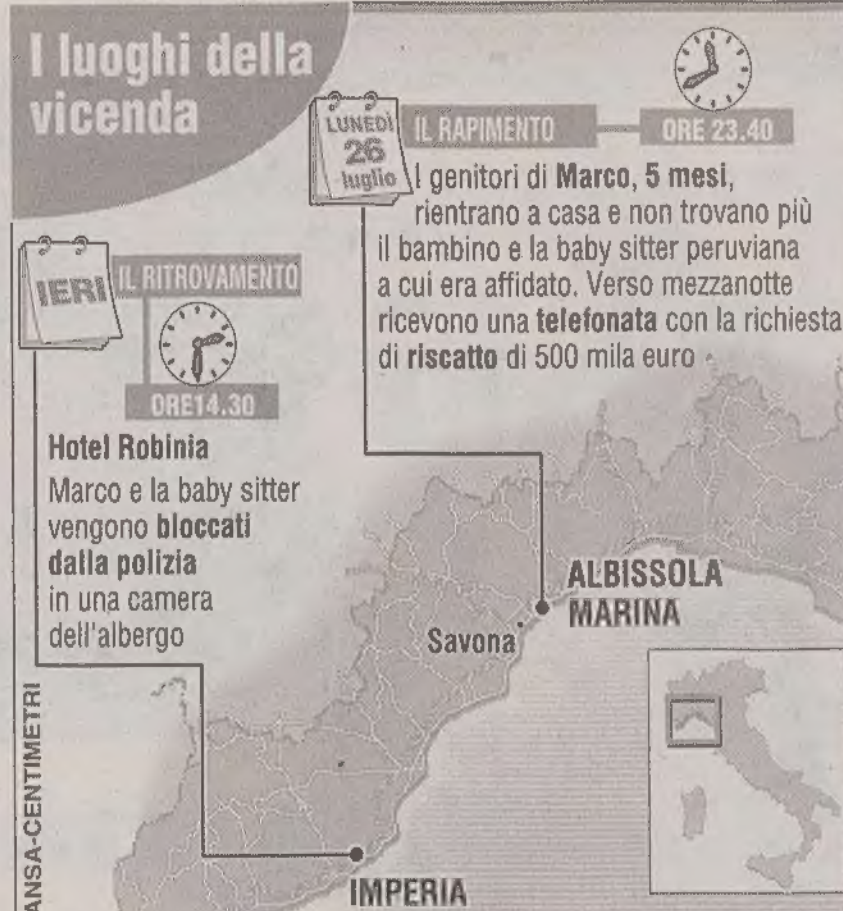 I luoghi della
vicenda
LUNEDÌ
26
luglio
IL RAPIMENTO
ORE 23.40
I genitori di Marco, 5 mesi,
rientrano a casa e non trovano più
il bambino e la baby sitter peruviana
a cui era affidato. Verso mezzanotte
ricevono una telefonata con la richiesta
di riscatto di 500 mila euro
IERI
IL RITROVAMENTO
ORE14.30
Hotel Robinia
Marco e la baby sitter
vengono bloccati
dalla polizia
in una camera
dell'albergo
ALBISSOLA
MARINA
Savona
IMPERIA
ANSA-CENTIMETRI